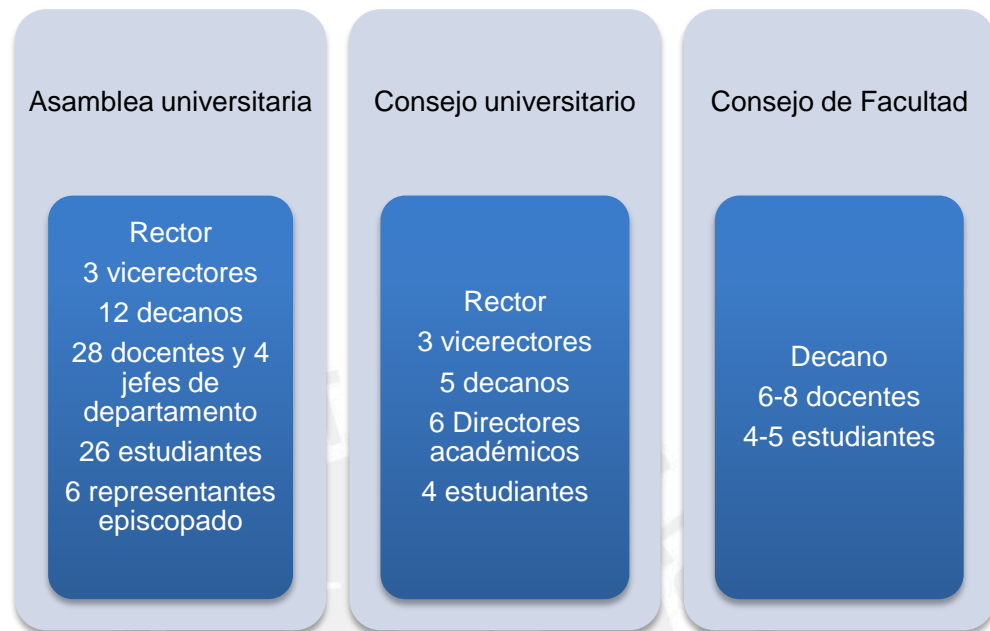 Asamblea universitaria
Rector
3 vicerectores
12 decanos
28 docentes y 4
jefes de
departamento
26 estudiantes
6 representantes
episcopado
Consejo universitario
Rector
3 vicerectores
5 decanos
6 Directores
académicos
4 estudiantes
Consejo de Facultad
Decano
6-8 docentes
4-5 estudiantes